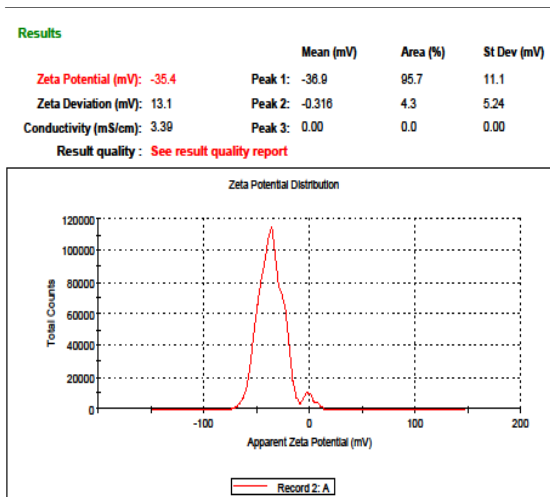 Results
Mean (mV) Area (%) St Dev (mV)
Zeta Potential (mV): -35.4 Peak 1: -36.9 95.7 11.1
Zeta Deviation (mV): 13.1 Peak 2: -0.316 4.3 5.24
Conductivity (mS/cm): 3.39 Peak 3: 0.00 0.0 0.00
Result quality : See result quality report
Zeta Potential Distribution
120000
100000
80000
60000
40000
20000
0
Total Counts
-100 0 100 200
Apparent Zeta Potential (mV)
Record 2: A